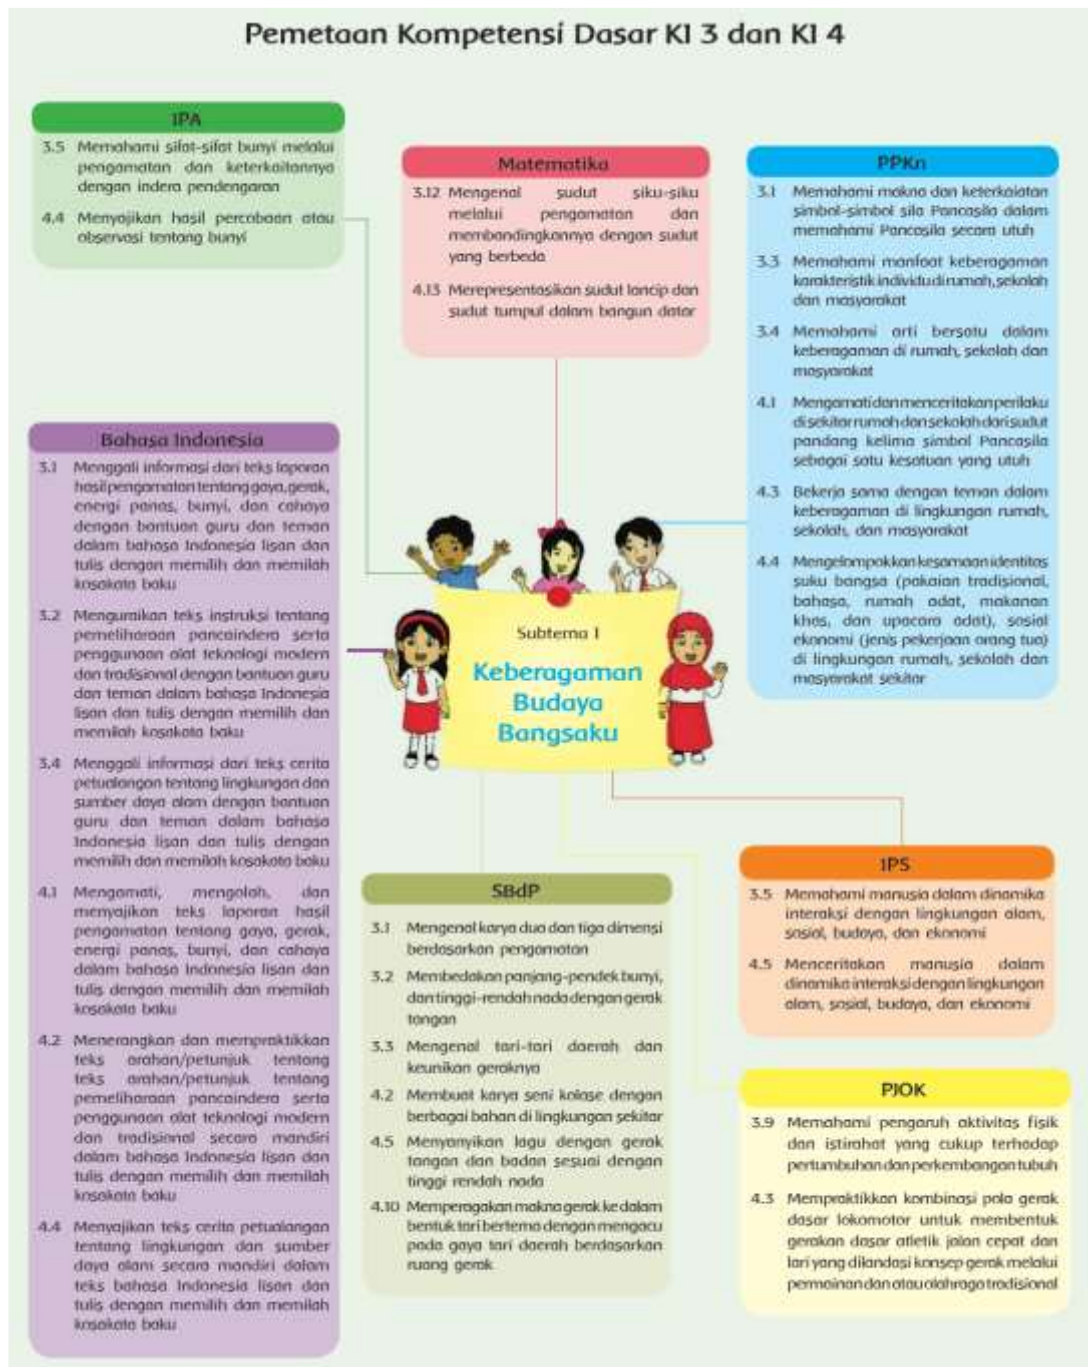 Pemetaan Kompetensi Dasar KI 3 dan KI 4
IPA
3.5 Memahami sifat-sifat bunyi melalui
pengamatan dan keterkaitannya
dengan indera pendengaran
4.4 Menyajikan hasil percobaan atau
observasi tentang bunyi
Matematika
3.12 Mengenal sudut siku-siku
melalui pengamatan dan
membandingkannya dengan sudut
yang berbeda
4.13 Merepresentasikan sudut lancip dan
sudut tumpul dalam bangun datar
PPKn
3.1 Memahami makna dan keterkaiatan
simbol-simbol sila Pancasila dalam
memahami Pancasila secara utuh
3.3 Memahami manfaat keberagaman
karakteristik individu di rumah, sekolah
dan masyarakat
3.4 Memahami arti bersatu dalam
keberagaman di rumah, sekolah dan
masyarakat
4.1 Mengamati dan menceritakan perilaku
di sekitar rumah dan sekolah dari sudut
pandang kelima simbol Pancasila
sebagai satu kesatuan yang utuh
4.3 Bekerja sama dengan teman dalam
keberagaman di lingkungan rumah,
sekolah, dan masyarakat
4.4 Mengelompokkan kesamaan identitas
suku bangsa (pakaian tradisional,
bahasa, rumah adat, makanan
khas, dan upacara adat), sosial
ekonomi (jenis pekerjaan orang tua)
di lingkungan rumah, sekolah dan
masyarakat sekitar
Bahasa Indonesia
3.1 Menggali informasi dari teks laporan
hasil pengamatan tentang gaya, gerak,
energi panas, bunyi, dan cahaya
dengan bantuan guru dan teman
dalam bahasa Indonesia lisan dan
tulis dengan memilih dan memilah
kosakata baku
3.2 Menguraikan teks instruksi tentang
pemeliharaan pancaindera serta
penggunaan alat teknologi modern
dan tradisional dengan bantuan guru
dan teman dalam bahasa Indonesia
lisan dan tulis dengan memilih dan
memilah kosakata baku
3.4 Menggali informasi dari teks cerita
petualangan tentang lingkungan dan
sumber daya alam dengan bantuan
guru dan teman dalam bahasa
Indonesia lisan dan tulis dengan
memilih dan memilah kosakata baku
4.1 Mengamati, mengolah, dan
menyajikan teks laporan hasil
pengamatan tentang gaya, gerak,
energi panas, bunyi, dan cahaya
dalam bahasa Indonesia lisan dan
tulis dengan memilih dan memilah
kosakata baku
4.2 Menerangkan dan mempraktikkan
teks arahan/petunjuk tentang
teks arahan/petunjuk tentang
pemeliharaan pancaindera serta
penggunaan alat teknologi modern
dan tradisional secara mandiri
dalam bahasa Indonesia lisan dan
tulis dengan memilih dan memilah
kosakata baku
4.4 Menyajikan teks cerita petualangan
tentang lingkungan dan sumber
daya alam secara mandiri dalam
teks bahasa Indonesia lisan dan
tulis dengan memilih dan memilah
kosakata baku
Subtema 1
Keberagaman
Budaya
Bangsaku
SBdP
3.1 Mengenal karya dua dan tiga dimensi
berdasarkan pengamatan
3.2 Membedakan panjang-pendek bunyi,
dan tinggi-rendah nada dengan gerak
tangan
3.3 Mengenal tari-tari daerah dan
keunikan geraknya
4.2 Membuat karya seni kolase dengan
berbagai bahan di lingkungan sekitar
4.5 Menyanyikan lagu dengan gerak
tangan dan badan sesuai dengan
tinggi rendah nada
4.10 Memperagakan makna gerak ke dalam
bentuk tari bertema dengan mengacu
pada gaya tari daerah berdasarkan
ruang gerak
IPS
3.5 Memahami manusia dalam dinamika
interaksi dengan lingkungan alam,
sosial, budaya, dan ekonomi
4.5 Menceritakan manusia dalam
dinamika interaksi dengan lingkungan
alam, sosial, budaya, dan ekonomi
PJOK
3.9 Memahami pengaruh aktivitas fisik
dan istirahat yang cukup terhadap
pertumbuhan dan perkembangan tubuh
4.3 Mempraktikkan kombinasi pola gerak
dasar lokomotor untuk membentuk
gerakan dasar atletik jalan cepat dan
lari yang dilandasi konsep gerak melalui
permainan dan atau olahraga tradisional